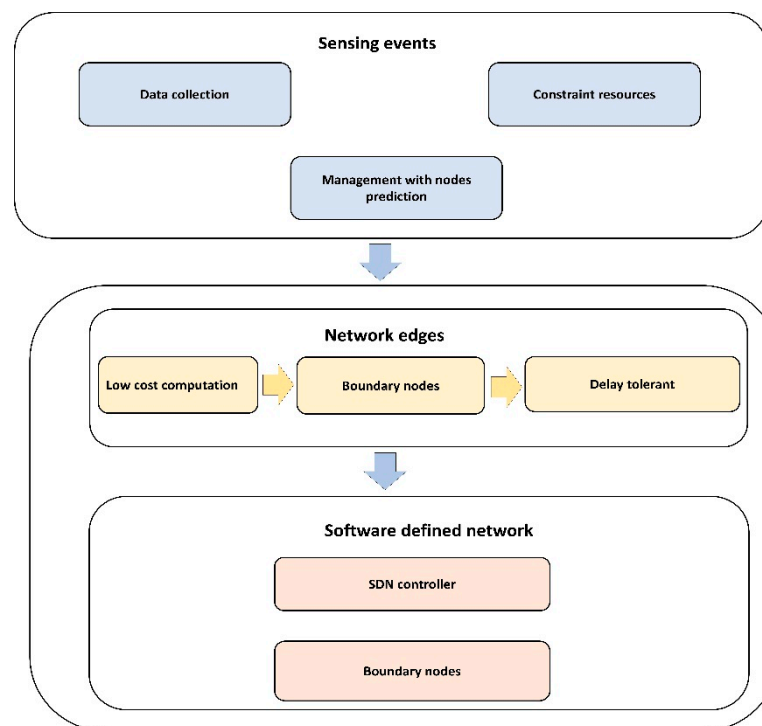 Sensing events
Data collection
Constraint resources
Management with nodes
prediction
Network edges
Low cost computation
Boundary nodes
Delay tolerant
Software defined network
SDN controller
Boundary nodes